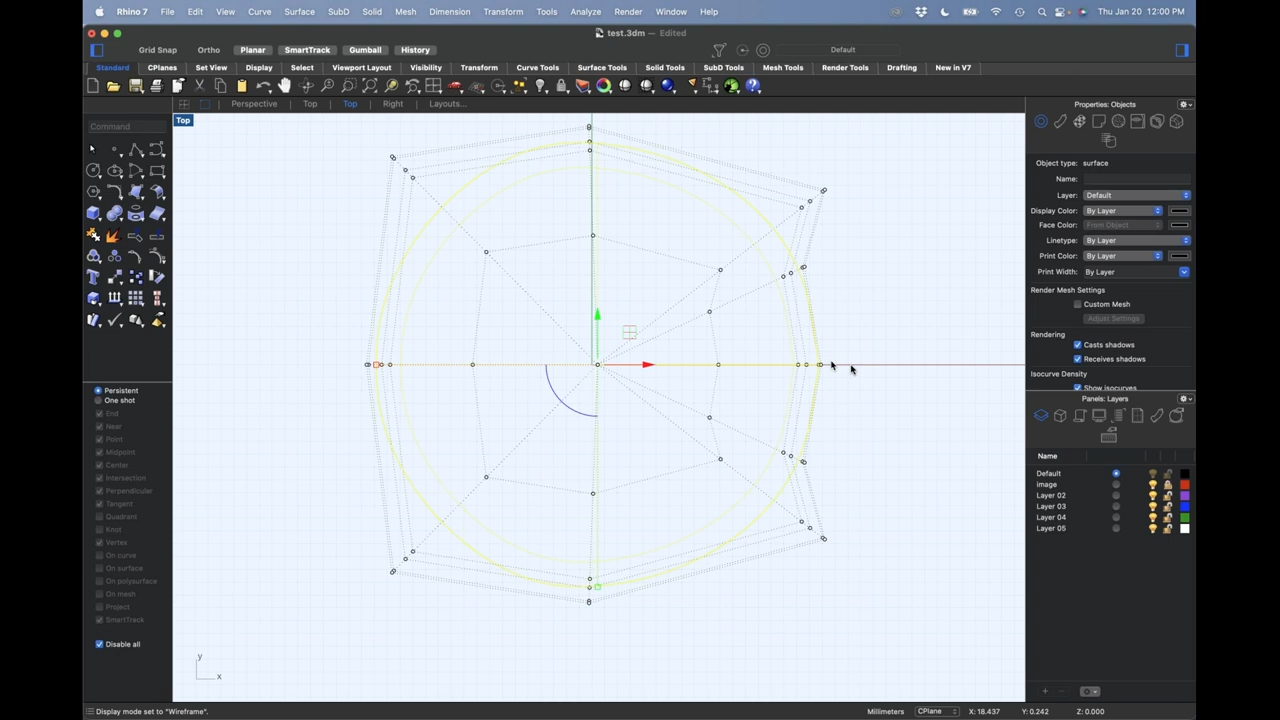 Rhino 7 File Edit View Curve Surface SubD Solid Mesh Dimension Transform Tools Analyze Render Window Help Thu Jan 20 12:00 PM
test.3dm — Edited
Grid Snap Ortho Planar SmartTrack Gumball History Default
Standard CPlanes Set View Display Select Viewport Layout Visibility Transform Curve Tools Surface Tools Solid Tools SubD Tools Mesh Tools Render Tools Drafting New in V7
Perspective Top Top Right Layouts...
Top
Command
Persistent
One shot
End
Near
Point
Midpoint
Center
Intersection
Perpendicular
Tangent
Quadrant
Knot
Vertex
On curve
On surface
On polysurface
On mesh
Project
SmartTrack
Disable all
y
x
Properties: Objects
Object type: surface
Name:
Layer: Default
Display Color: By Layer
Face Color: From Object
Linetype: By Layer
Print Color: By Layer
Print Width: By Layer
Render Mesh Settings
Custom Mesh
Adjust Settings
Rendering
Casts shadows
Receives shadows
Isocurve Density
Show isocurves
Panels: Layers
Name
Default
image
Layer 02
Layer 03
Layer 04
Layer 05
Display mode set to "Wireframe". Millimeters CPlane X: 18.437 Y: 0.242 Z: 0.000